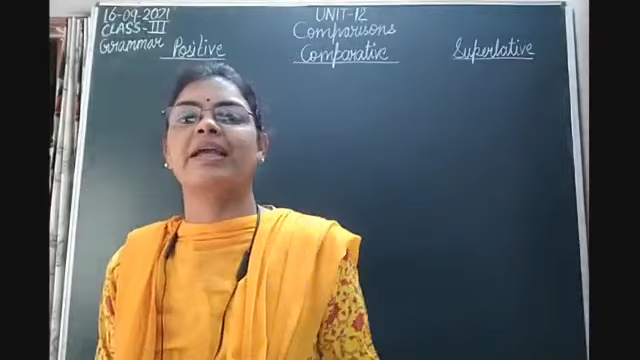 16-09-2021
CLASS-III
Grammar
UNIT-12
Comparisons
Positive
Comparative
Superlative